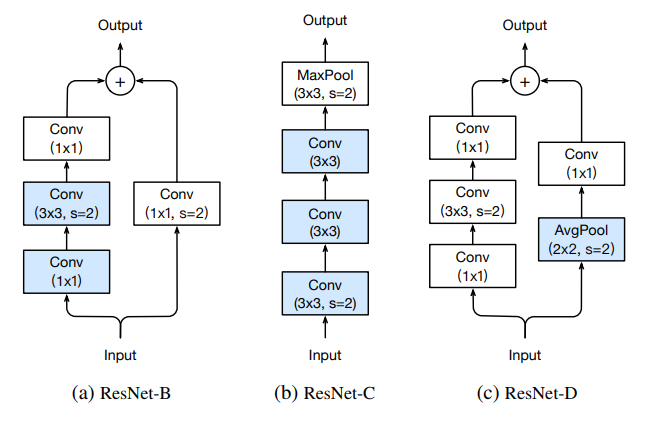 Output
+
Conv
(1x1)
Conv
(3x3, s=2)
Conv
(1x1, s=2)
Conv
(1x1)
Input
(a) ResNet-B
Output
MaxPool
(3x3, s=2)
Conv
(3x3)
Conv
(3x3)
Conv
(3x3, s=2)
Input
(b) ResNet-C
Output
+
Conv
(1x1)
Conv
(1x1)
Conv
(3x3, s=2)
AvgPool
(2x2, s=2)
Conv
(1x1)
Input
(c) ResNet-D